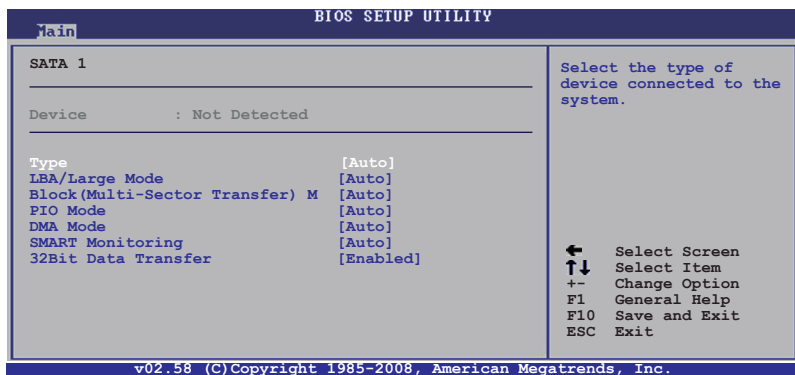 BIOS SETUP UTILITY
Main
SATA 1
Device : Not Detected
Type [Auto]
LBA/Large Mode [Auto]
Block(Multi-Sector Transfer) M [Auto]
PIO Mode [Auto]
DMA Mode [Auto]
SMART Monitoring [Auto]
32Bit Data Transfer [Enabled]
Select the type of
device connected to the
system.
← Select Screen
↑↓ Select Item
+- Change Option
F1 General Help
F10 Save and Exit
ESC Exit
v02.58 (C)Copyright 1985-2008, American Megatrends, Inc.